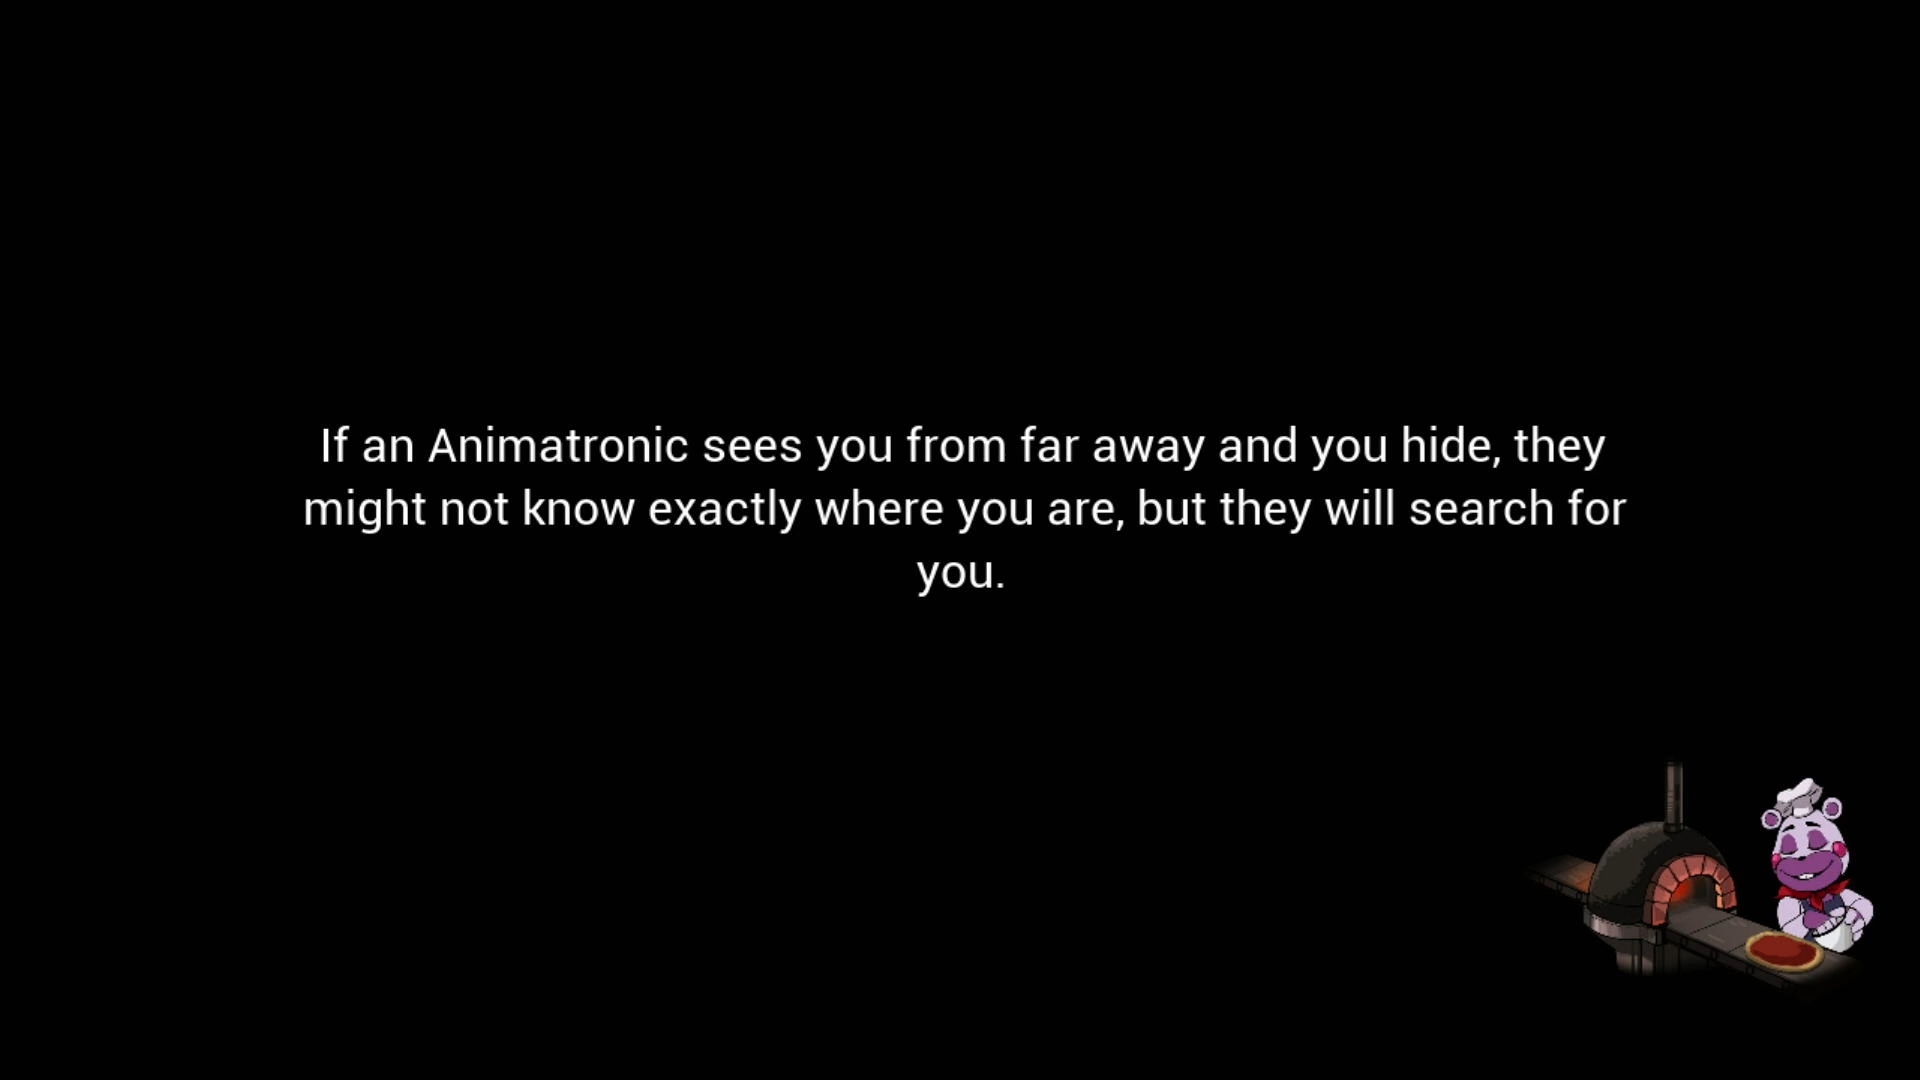 If an Animatronic sees you from far away and you hide, they
might not know exactly where you are, but they will search for
you.